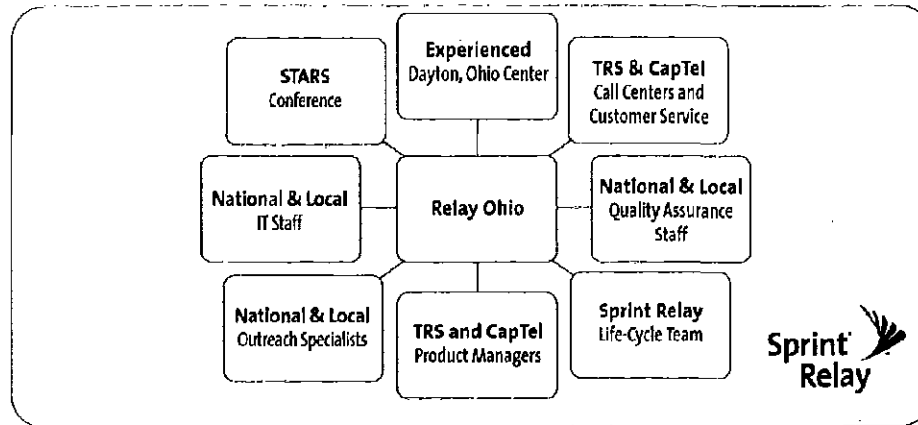 Experienced
Dayton, Ohio Center
STARS
Conference
TRS & CapTel
Call Centers and
Customer Service
National & Local
IT Staff
Relay Ohio
National & Local
Quality Assurance
Staff
National & Local
Outreach Specialists
TRS and CapTel
Product Managers
Sprint Relay
Life-Cycle Team
Sprint
Relay